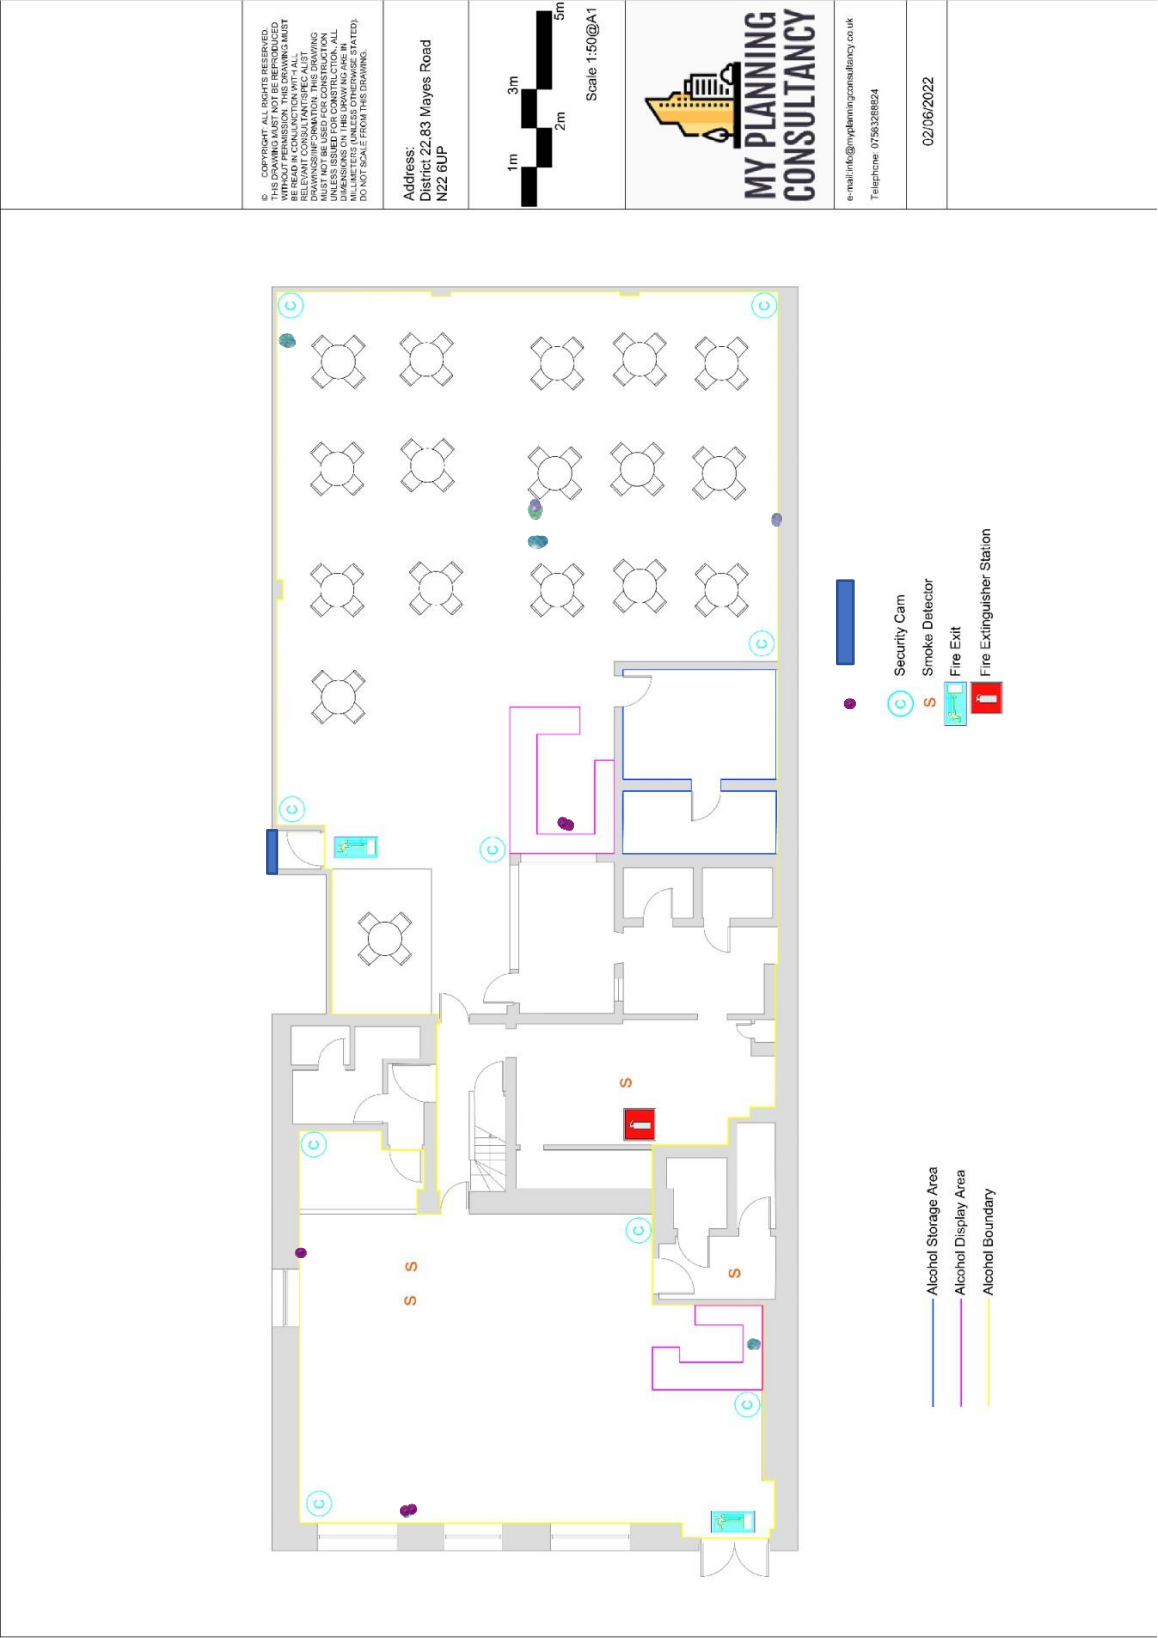 © COPYRIGHT: ALL RIGHTS RESERVED.
THIS DRAWING MUST NOT BE REPRODUCED
WITHOUT PERMISSION. THIS DRAWING MUST
BE READ IN CONJUNCTION WITH ALL
RELEVANT CONSULTANT/SPECALIST
DRAWINGS/INFORMATION. THIS DRAWING
MUST NOT BE USED FOR CONSTRUCTION
UNLESS ISSUED FOR CONSTRUCTION. ALL
DIMENSIONS ON THIS DRAWING ARE IN
MILLIMETERS (UNLESS OTHERWISE STATED).
DO NOT SCALE FROM THIS DRAWING.
Address:
District 22,83 Mayes Road
N22 6UP
1m 3m
2m 5m
Scale 1:50@A1
MY PLANNING
CONSULTANCY
e-mail:info@myplanningconsultancy.co.uk
Telephone: 07563288824
02/06/2022
C
C
C
C
C
C
C
C
C
S
S
S
S
C Security Cam
S Smoke Detector
Fire Exit
Fire Extinguisher Station
Alcohol Storage Area
Alcohol Display Area
Alcohol Boundary